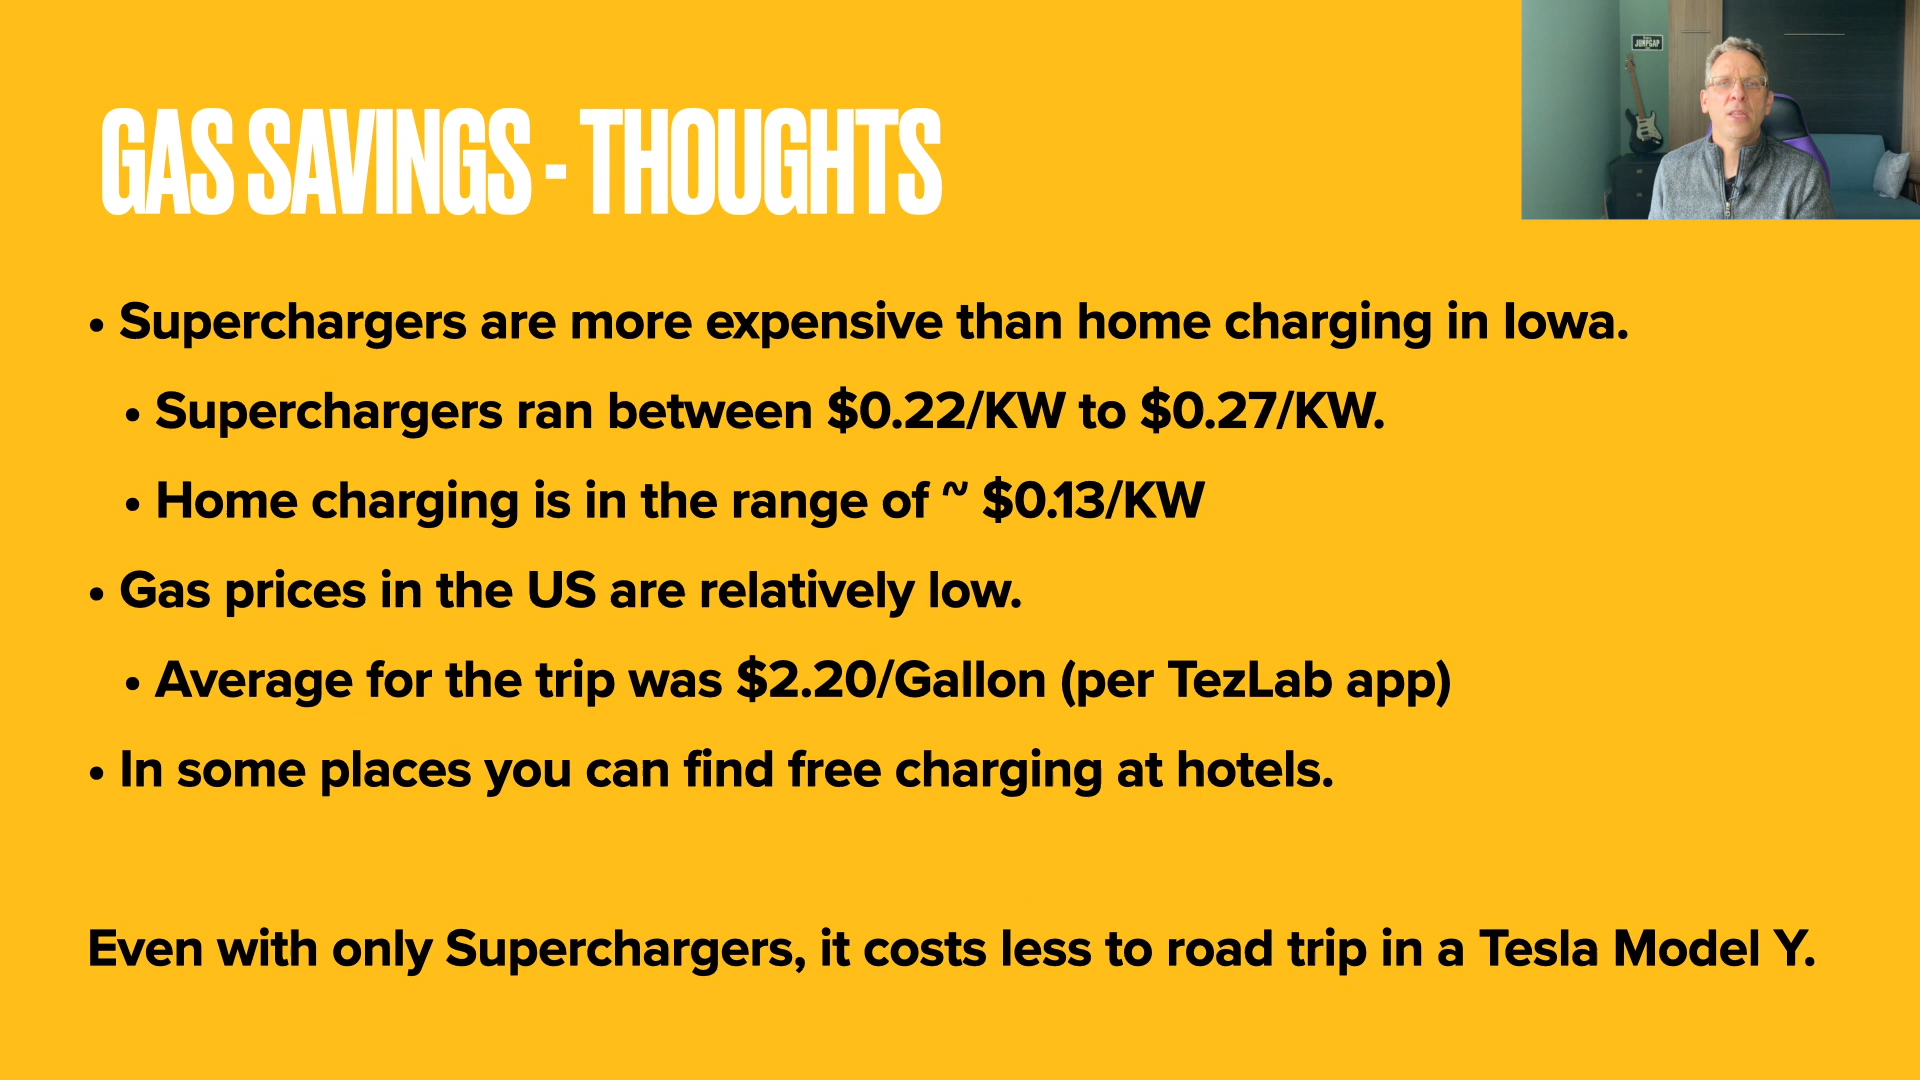 GAS SAVINGS - THOUGHTS
JUMPGAP
• Superchargers are more expensive than home charging in Iowa.
• Superchargers ran between $0.22/KW to $0.27/KW.
• Home charging is in the range of ~ $0.13/KW
• Gas prices in the US are relatively low.
• Average for the trip was $2.20/Gallon (per TezLab app)
• In some places you can find free charging at hotels.
Even with only Superchargers, it costs less to road trip in a Tesla Model Y.